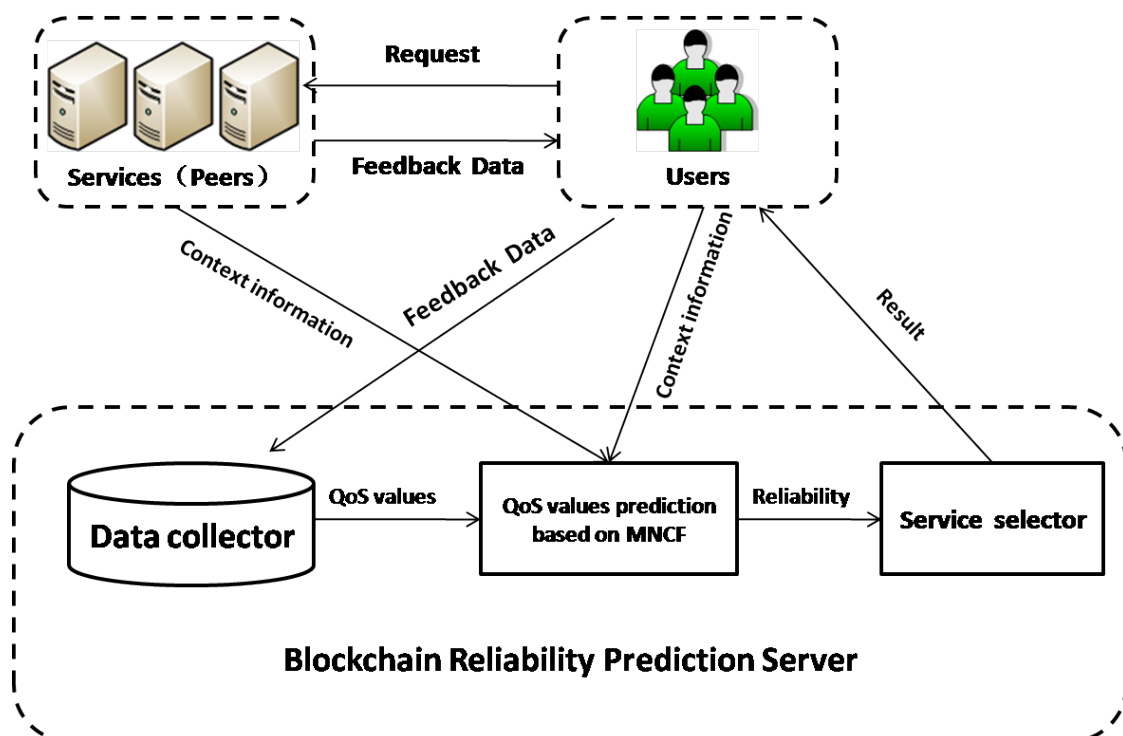 Request
Feedback Data
Services（Peers）
Users
Context information
Feedback Data
Context information
Result
Data collector
QoS values
QoS values prediction
based on MNCF
Reliability
Service selector
Blockchain Reliability Prediction Server